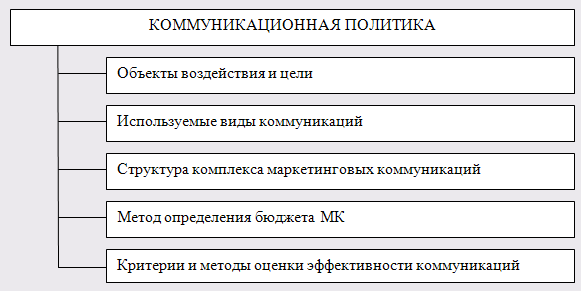 КОММУНИКАЦИОННАЯ ПОЛИТИКА
Объекты воздействия и цели
Используемые виды коммуникаций
Структура комплекса маркетинговых коммуникаций
Метод определения бюджета МК
Критерии и методы оценки эффективности коммуникаций